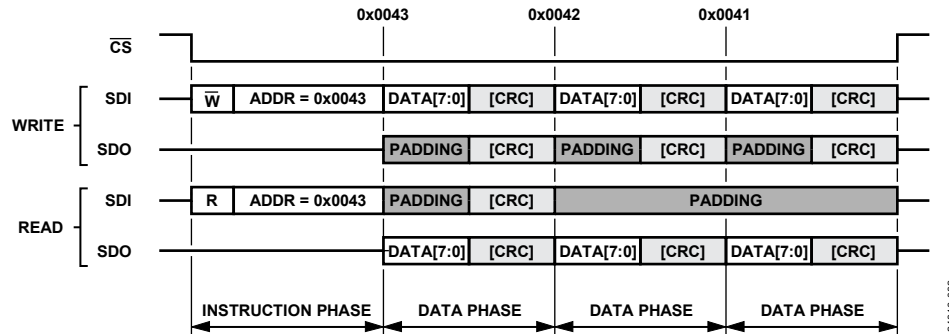 0x0043 0x0042 0x0041
CS
SDI W ADDR = 0x0043 DATA[7:0] [CRC] DATA[7:0] [CRC] DATA[7:0] [CRC]
WRITE
SDO PADDING [CRC] PADDING [CRC] PADDING [CRC]
SDI R ADDR = 0x0043 PADDING [CRC] PADDING
READ
SDO DATA[7:0] [CRC] DATA[7:0] [CRC] DATA[7:0] [CRC]
INSTRUCTION PHASE DATA PHASE DATA PHASE DATA PHASE